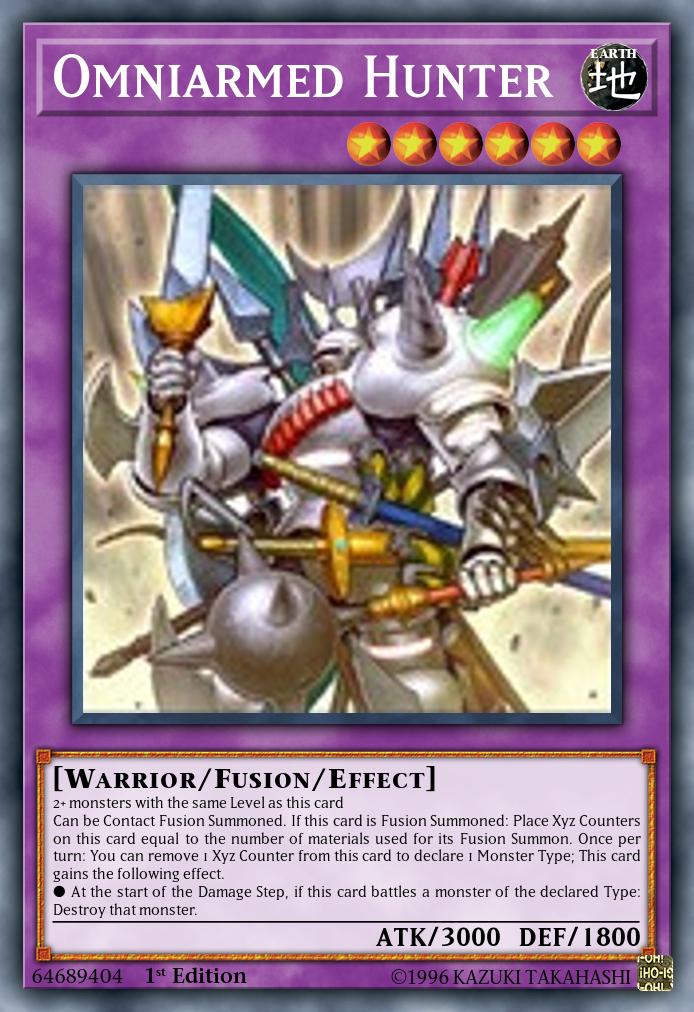 Omniarmed Hunter
EARTH
地
[Warrior/Fusion/Effect]
2+ monsters with the same Level as this card
Can be Contact Fusion Summoned. If this card is Fusion Summoned: Place Xyz Counters
on this card equal to the number of materials used for its Fusion Summon. Once per
turn: You can remove 1 Xyz Counter from this card to declare 1 Monster Type; This card
gains the following effect.
● At the start of the Damage Step, if this card battles a monster of the declared Type:
Destroy that monster.
ATK/3000 DEF/1800
64689404 1st Edition ©1996 KAZUKI TAKAHASHI